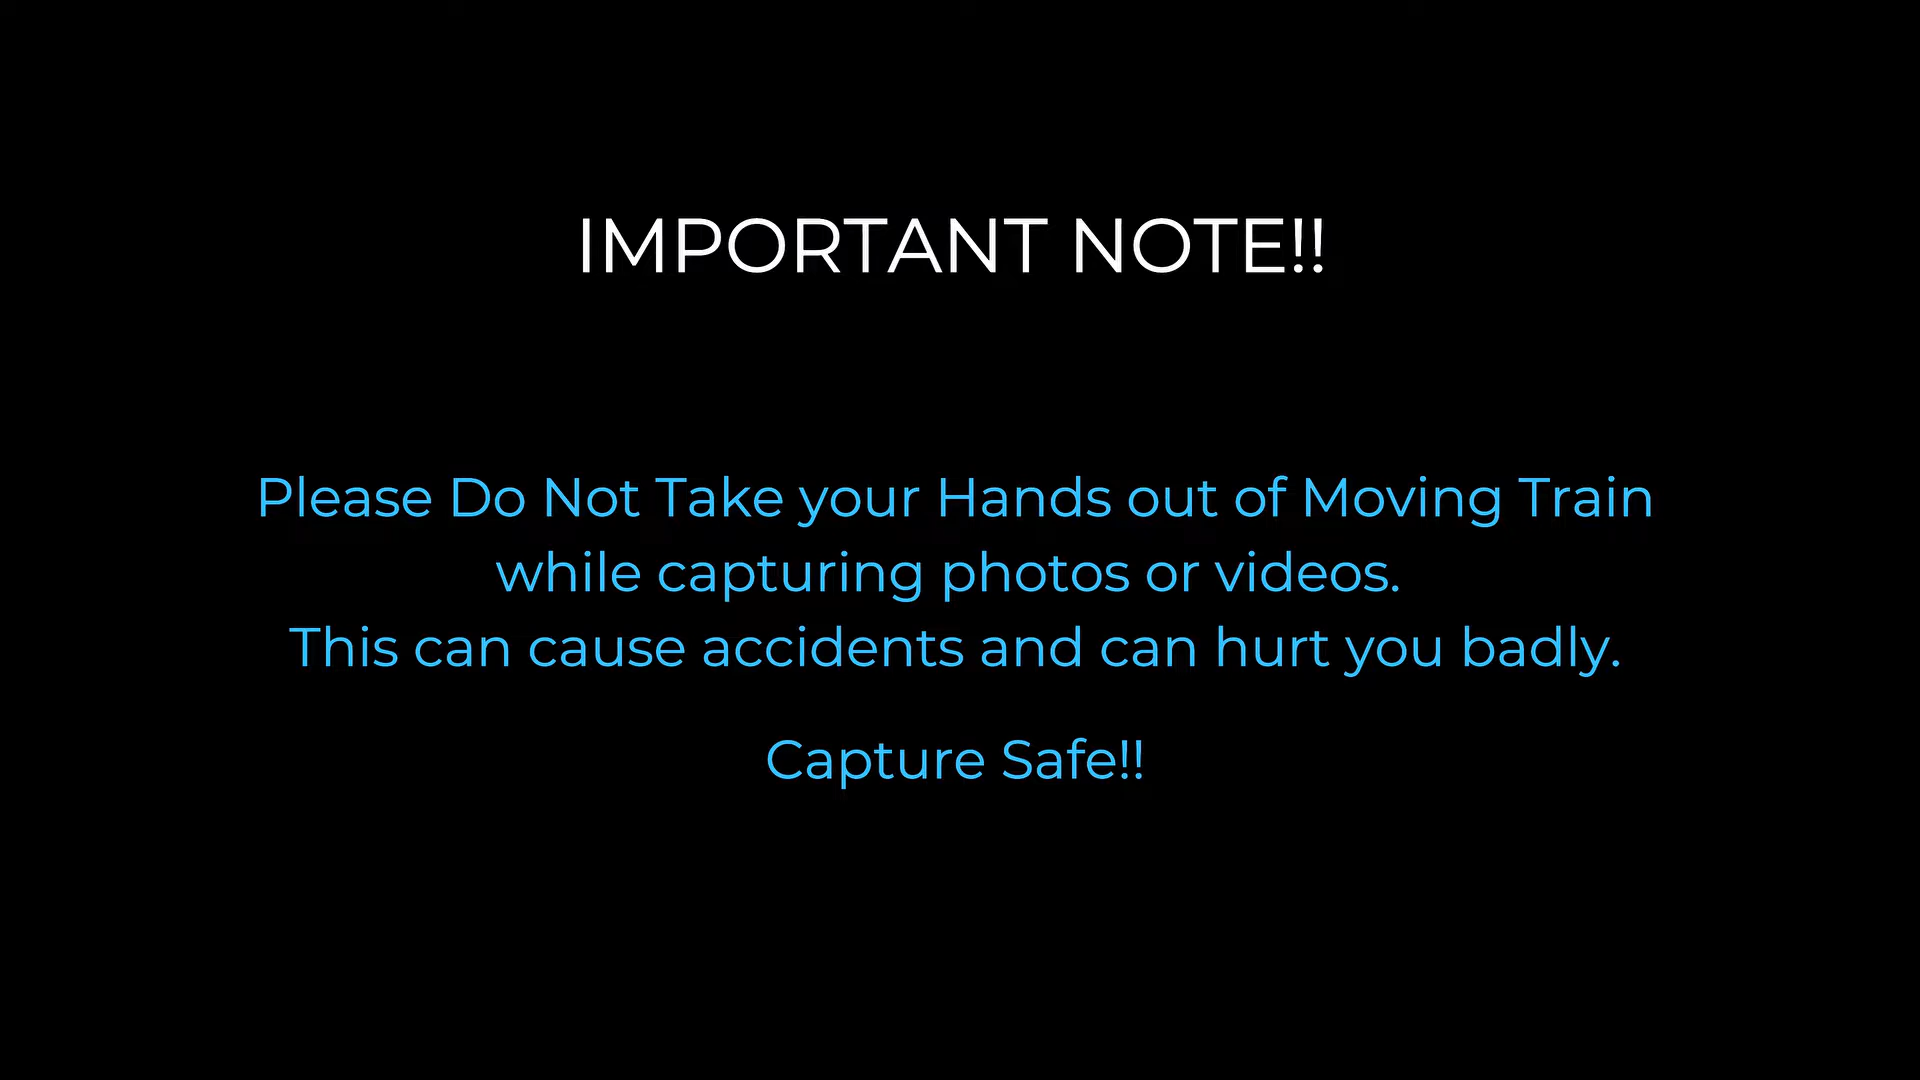 IMPORTANT NOTE!!
Please Do Not Take your Hands out of Moving Train
while capturing photos or videos.
This can cause accidents and can hurt you badly.
Capture Safe!!